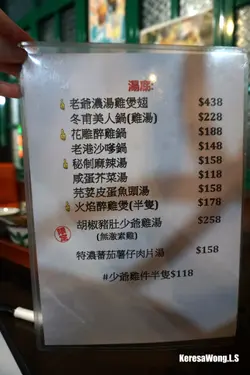 湯底:
老爺濃湯雞煲翅 $438
冬甫美人鍋(雞湯) $228
花雕醉雞鍋 $188
老港沙嗲鍋 $148
秘制麻辣湯 $158
咸蛋芥菜湯 $158
芫荽皮蛋魚頭湯 $158
火焰醉雞煲(半隻) $178
胡椒豬肚少爺雞湯 $258
(無激素雞)
特濃蕃茄薯仔肉片湯 $158
#少爺雞件半隻$118
KeresaWong.LS